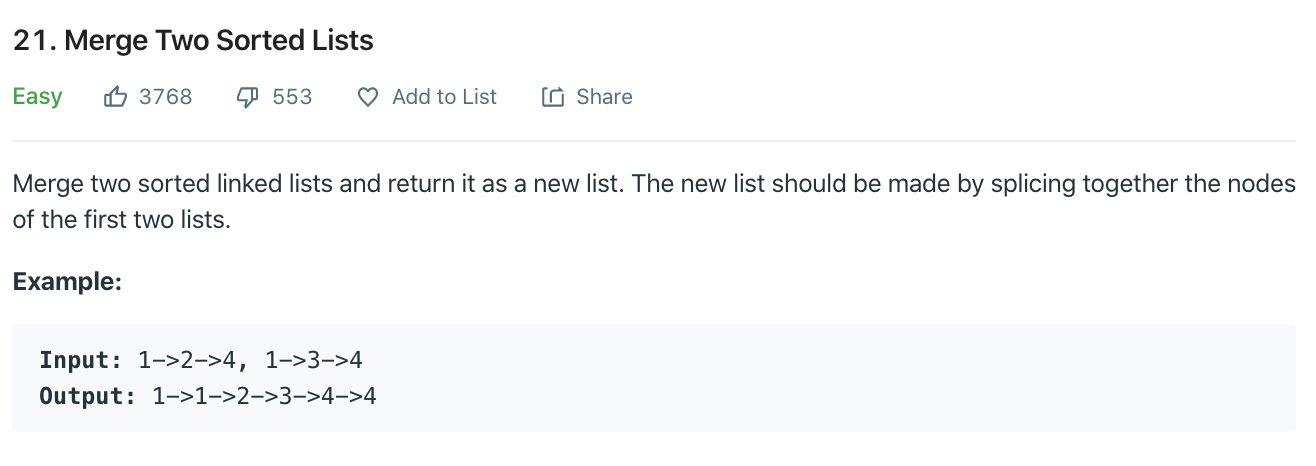 21. Merge Two Sorted Lists
Easy 3768 553 Add to List Share
Merge two sorted linked lists and return it as a new list. The new list should be made by splicing together the nodes
of the first two lists.
Example:
Input: 1->2->4, 1->3->4
Output: 1->1->2->3->4->4